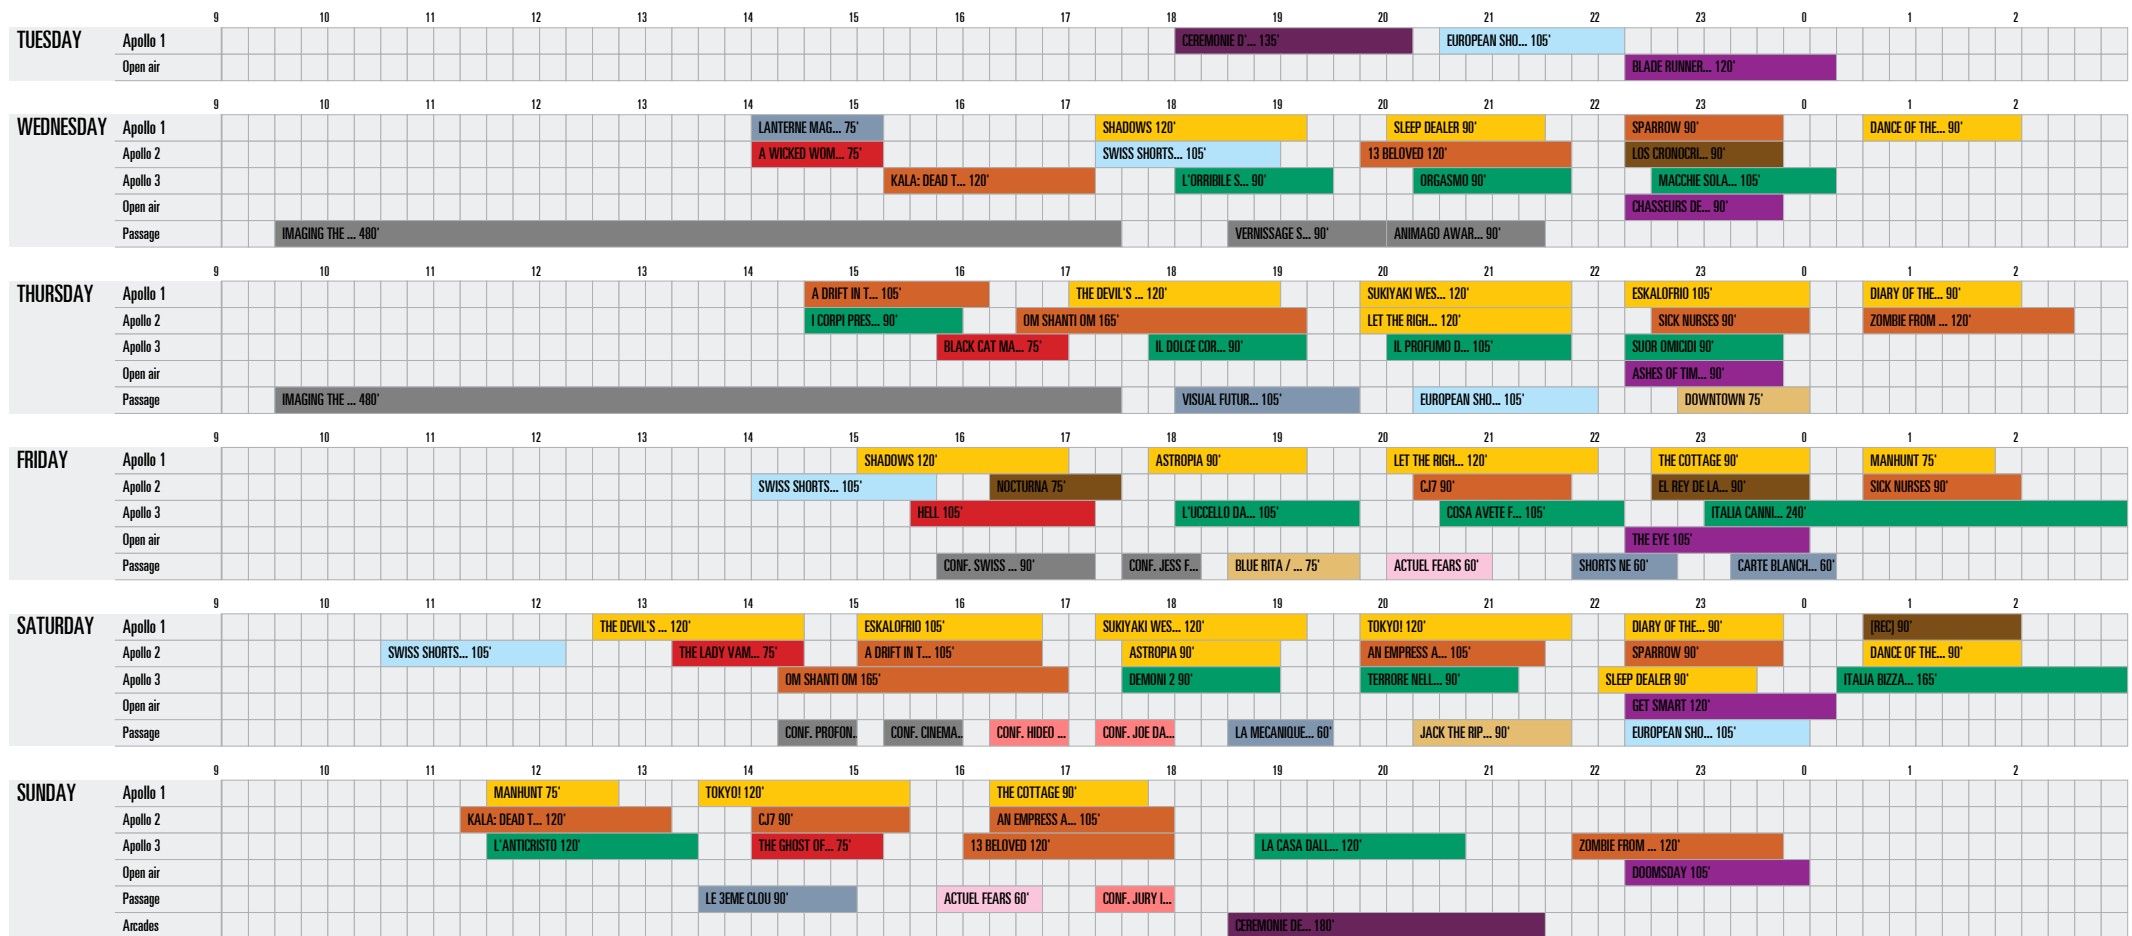 9 10 11 12 13 14 15 16 17 18 19 20 21 22 23 0 1 2
TUESDAY Apollo 1 CEREMONIE D'... 135' EUROPEAN SHO... 105'
Open air BLADE RUNNER... 120'
9 10 11 12 13 14 15 16 17 18 19 20 21 22 23 0 1 2
WEDNESDAY Apollo 1 LANTERNE MAG... 75' SHADOWS 120' SLEEP DEALER 90' SPARROW 90' DANCE OF THE... 90'
Apollo 2 A WICKED WOM... 75' SWISS SHORTS... 105' 13 BELOVED 120' LOS CRONOCRI... 90'
Apollo 3 KALA: DEAD T... 120' L'ORRIBILE S... 90' ORGASMO 90' MACCHIE SOLA... 105'
Open air CHASSEURS DE... 90'
Passage IMAGING THE ... 480' VERNISSAGE S... 90' ANIMAGO AWAR... 90'
9 10 11 12 13 14 15 16 17 18 19 20 21 22 23 0 1 2
THURSDAY Apollo 1 A DRIFT IN T... 105' THE DEVIL'S ... 120' SUKIYAKI WES... 120' ESKALOFRIO 105' DIARY OF THE... 90'
Apollo 2 I CORPI PRES... 90' OM SHANTI OM 165' LET THE RIGH... 120' SICK NURSES 90' ZOMBIE FROM ... 120'
Apollo 3 BLACK CAT MA... 75' IL DOLCE COR... 90' IL PROFUMO D... 105' SUOR OMICIDI 90'
Open air ASHES OF TIM... 90'
Passage IMAGING THE ... 480' VISUAL FUTUR... 105' EUROPEAN SHO... 105' DOWNTOWN 75'
9 10 11 12 13 14 15 16 17 18 19 20 21 22 23 0 1 2
FRIDAY Apollo 1 SHADOWS 120' ASTROPIA 90' LET THE RIGH... 120' THE COTTAGE 90' MANHUNT 75'
Apollo 2 SWISS SHORTS... 105' NOCTURNA 75' CJ7 90' EL REY DE LA... 90' SICK NURSES 90'
Apollo 3 HELL 105' L'UCCELLO DA... 105' COSA AVETE F... 105' ITALIA CANNI... 240'
Open air THE EYE 105'
Passage CONF. SWISS ... 90' CONF. JESS F... BLUE RITA / ... 75' ACTUEL FEARS 60' SHORTS NE 60' CARTE BLANCH... 60'
9 10 11 12 13 14 15 16 17 18 19 20 21 22 23 0 1 2
SATURDAY Apollo 1 THE DEVIL'S ... 120' ESKALOFRIO 105' SUKIYAKI WES... 120' TOKYO! 120' DIARY OF THE... 90' [REC] 90'
Apollo 2 SWISS SHORTS... 105' THE LADY VAM... 75' A DRIFT IN T... 105' ASTROPIA 90' AN EMPRESS A... 105' SPARROW 90' DANCE OF THE... 90'
Apollo 3 OM SHANTI OM 165' DEMONI 2 90' TERRORE NELL... 90' SLEEP DEALER 90' ITALIA BIZZA... 165'
Open air GET SMART 120'
Passage CONF. PROFON.. CONF. CINEMA.. CONF. HIDEO ... CONF. JOE DA... LA MECANIQUE... 60' JACK THE RIP... 90' EUROPEAN SHO... 105'
9 10 11 12 13 14 15 16 17 18 19 20 21 22 23 0 1 2
SUNDAY Apollo 1 MANHUNT 75' TOKYO! 120' THE COTTAGE 90'
Apollo 2 KALA: DEAD T... 120' CJ7 90' AN EMPRESS A... 105'
Apollo 3 L'ANTICRISTO 120' THE GHOST OF... 75' 13 BELOVED 120' LA CASA DALL... 120' ZOMBIE FROM ... 120'
Open air DOOMSDAY 105'
Passage LE 3EME CLOU 90' ACTUEL FEARS 60' CONF. JURY I...
Arcades CEREMONIE DE... 180'